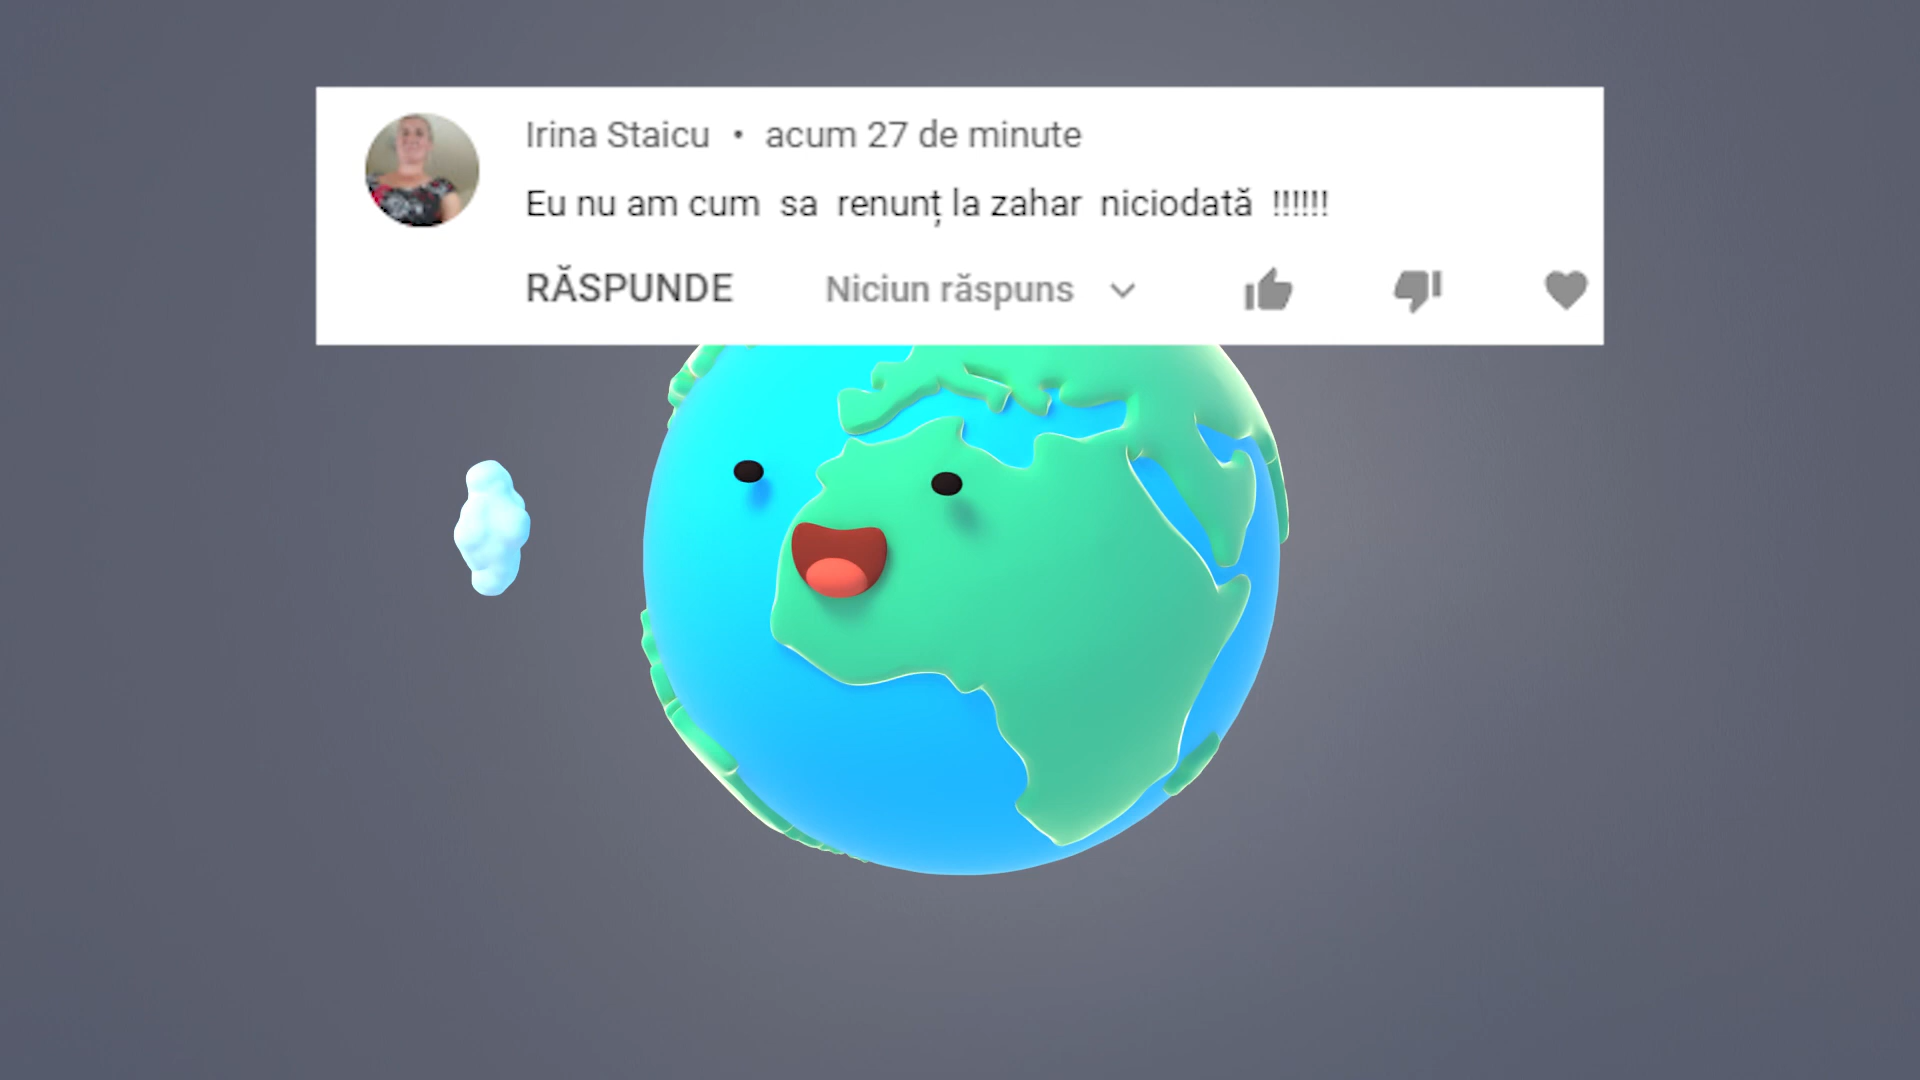 Irina Staicu • acum 27 de minute
Eu nu am cum sa renunț la zahar niciodată !!!!!!
RĂSPUNDE Niciun răspuns